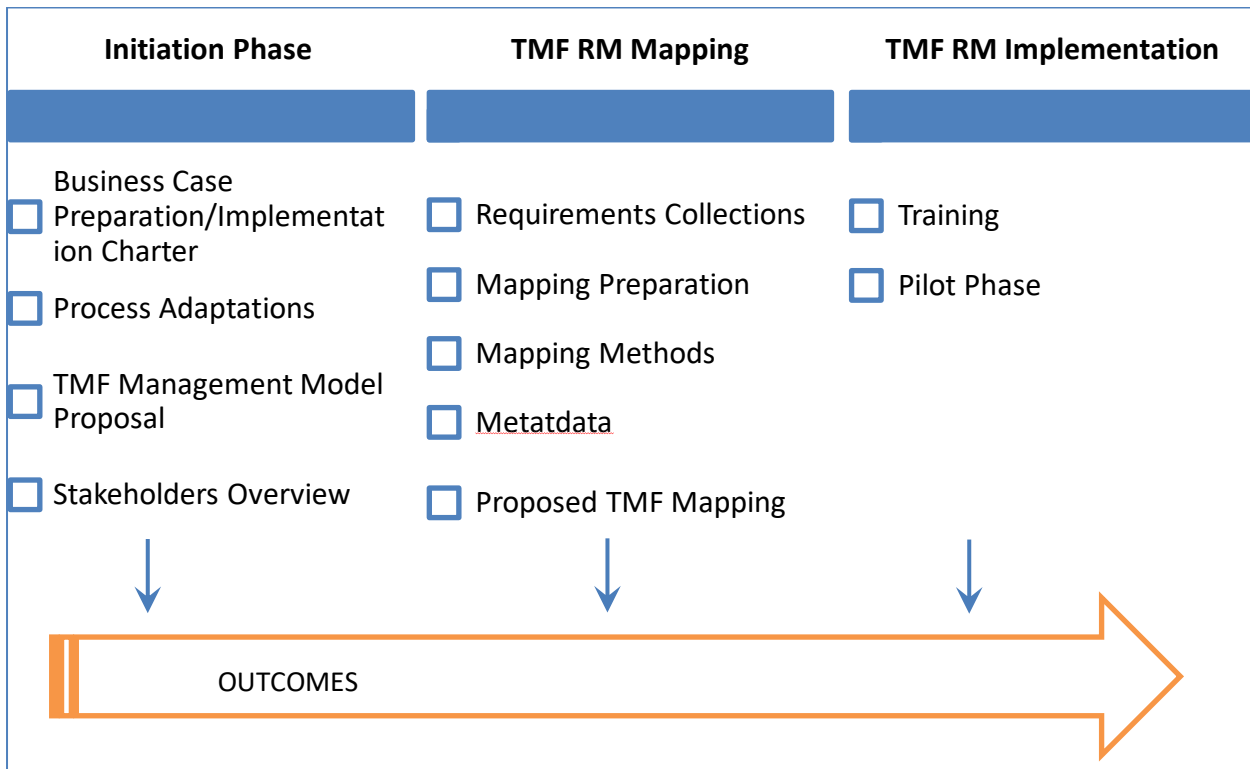 Initiation Phase
TMF RM Mapping
TMF RM Implementation
Business Case
Preparation/Implementat
ion Charter
Process Adaptations
TMF Management Model
Proposal
Stakeholders Overview
Requirements Collections
Mapping Preparation
Mapping Methods
Metatdata
Proposed TMF Mapping
Training
Pilot Phase
OUTCOMES